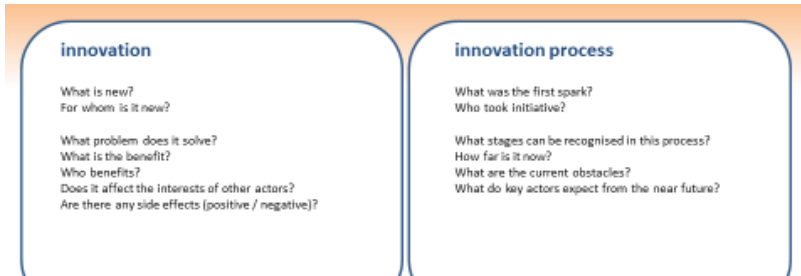 innovation
What is new?
For whom is it new?
What problem does it solve?
What is the benefit?
Who benefits?
Does it affect the interests of other actors?
Are there any side effects (positive / negative)?
innovation process
What was the first spark?
Who took initiative?
What stages can be recognised in this process?
How far is it now?
What are the current obstacles?
What do key actors expect from the near future?